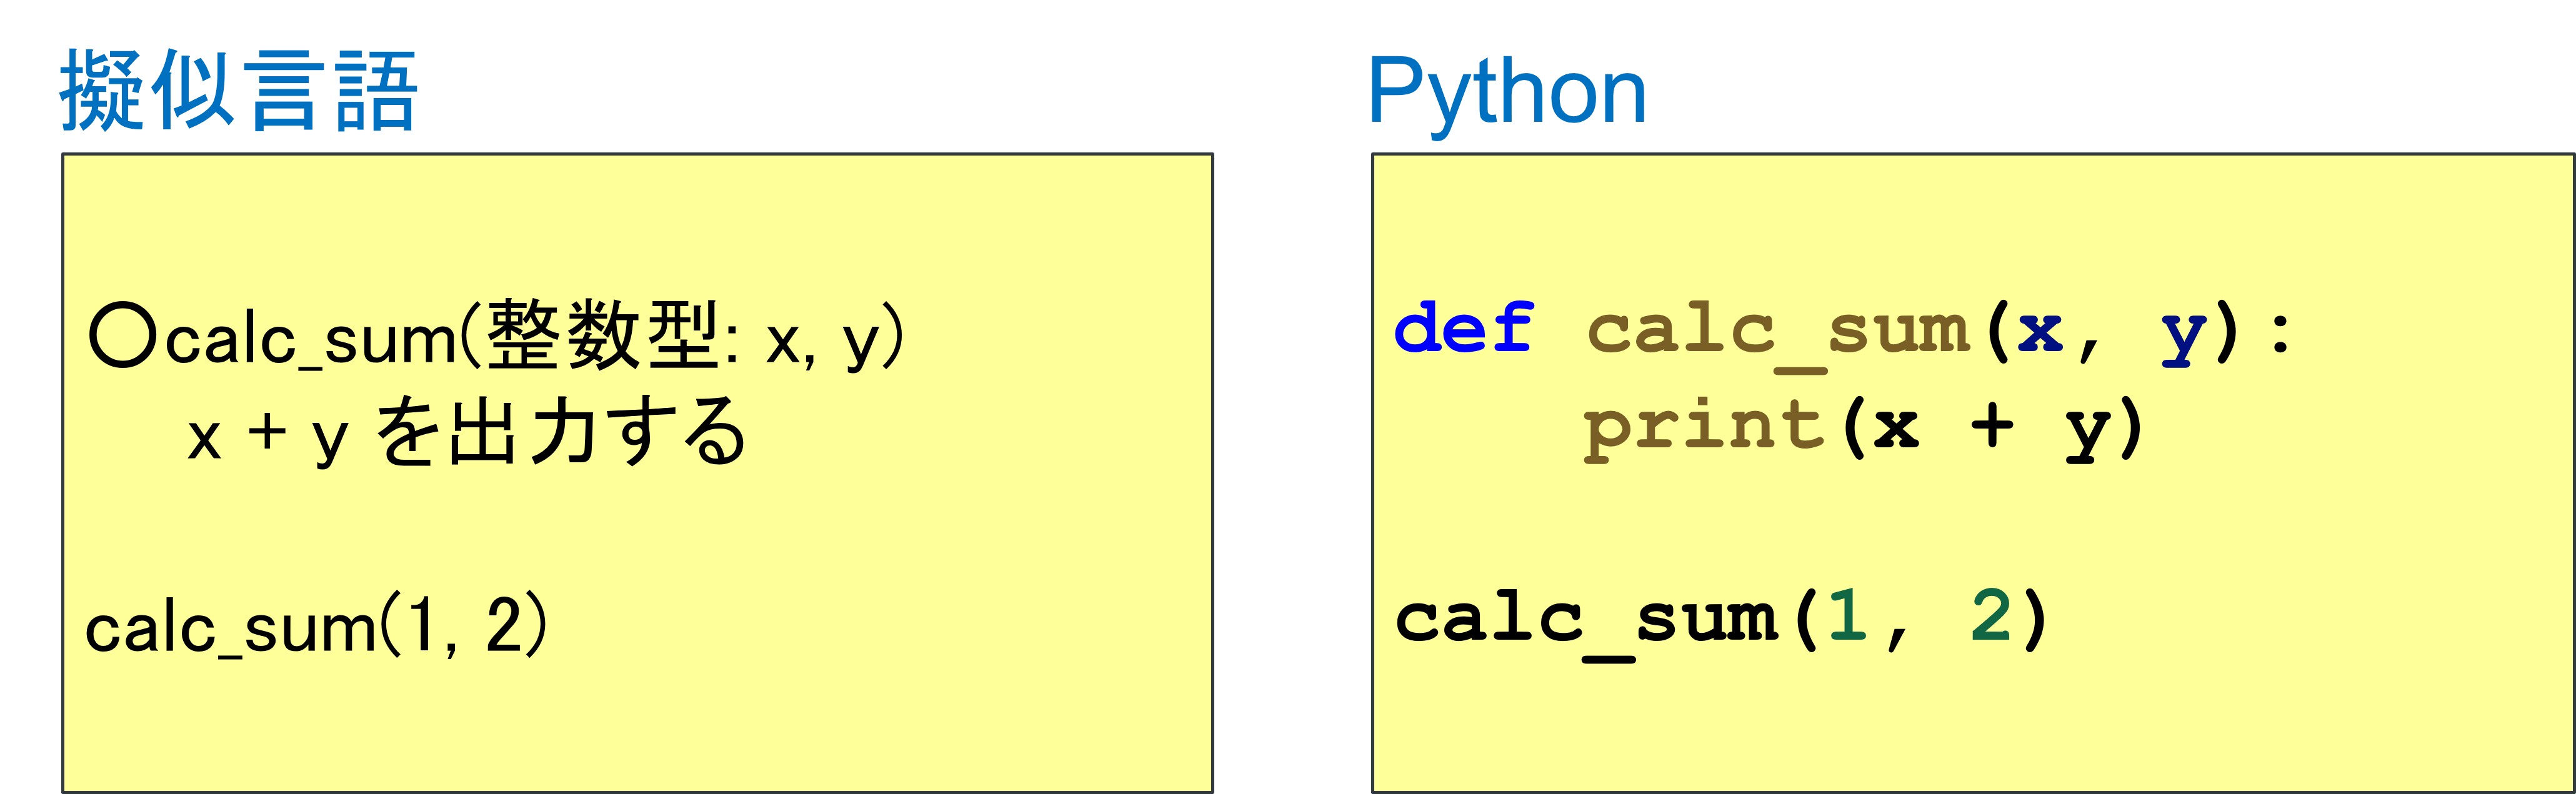 擬似言語
〇calc_sum(整数型: x, y)
x + y を出力する
calc_sum(1, 2)
Python
def calc_sum(x, y):
print(x + y)
calc_sum(1, 2)